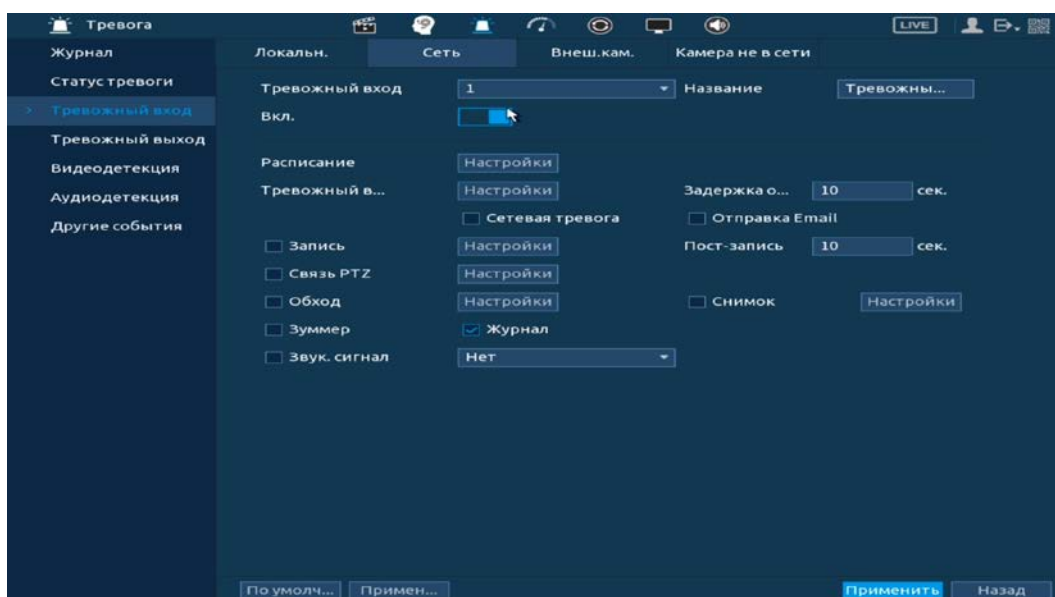 Тревога
LIVE
Журнал
Статус тревоги
Тревожный вход
Тревожный выход
Видеодетекция
Аудиодетекция
Другие события
Локальн. Сеть Внеш.кам. Камера не в сети
Тревожный вход 1 Название Тревожны...
Вкл.
Расписание Настройки
Тревожный в... Настройки Задержка о... 10 сек.
Сетевая тревога Отправка Email
Запись Настройки Пост-запись 10 сек.
Связь PTZ Настройки
Обход Настройки Снимок Настройки
Зуммер Журнал
Звук. сигнал Нет
По умолч... Примен... Применить Назад